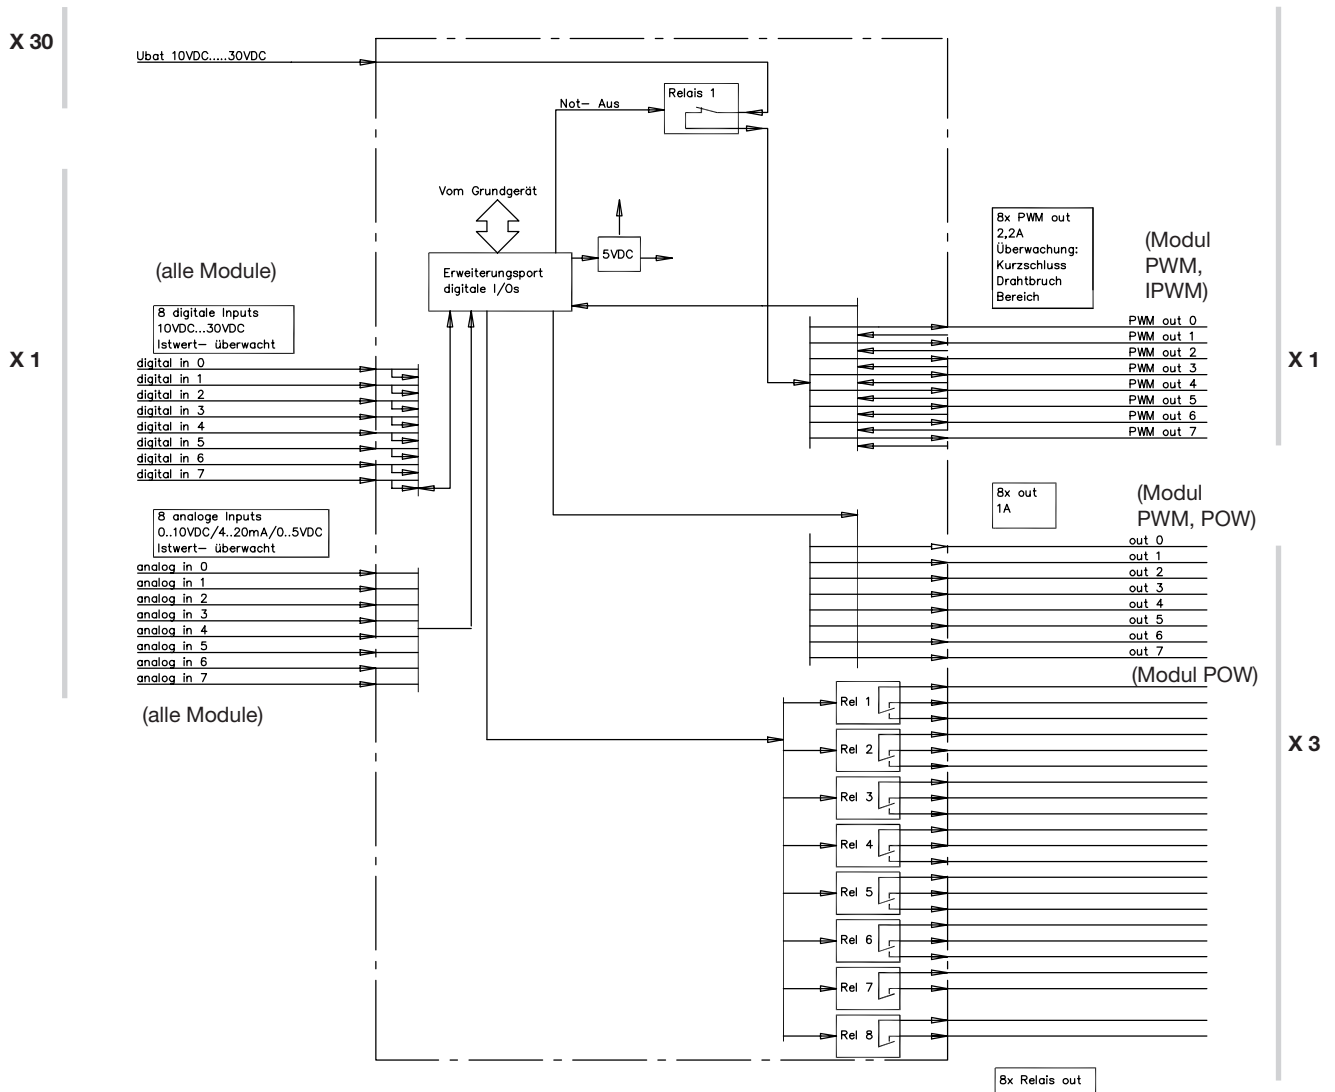 X 30
Ubat 10VDC.....30VDC
Relais 1
Not- Aus
Vom Grundgerät
5VDC
Erweiterungsport
digitale I/Os
(alle Module)
8 digitale Inputs
10VDC...30VDC
Istwert- überwacht
X 1
digital in 0
digital in 1
digital in 2
digital in 3
digital in 4
digital in 5
digital in 6
digital in 7
8 analoge Inputs
0..10VDC/4..20mA/0..5VDC
Istwert- überwacht
analog in 0
analog in 1
analog in 2
analog in 3
analog in 4
analog in 5
analog in 6
analog in 7
(alle Module)
8x PWM out
2,2A
Überwachung:
Kurzschluss
Drahtbruch
Bereich
(Modul
PWM,
IPWM)
PWM out 0
PWM out 1
PWM out 2
PWM out 3
PWM out 4
PWM out 5
PWM out 6
PWM out 7
X 1
8x out
1A
(Modul
PWM, POW)
out 0
out 1
out 2
out 3
out 4
out 5
out 6
out 7
(Modul POW)
Rel 1
Rel 2
Rel 3
Rel 4
Rel 5
Rel 6
Rel 7
Rel 8
X 3
8x Relais out